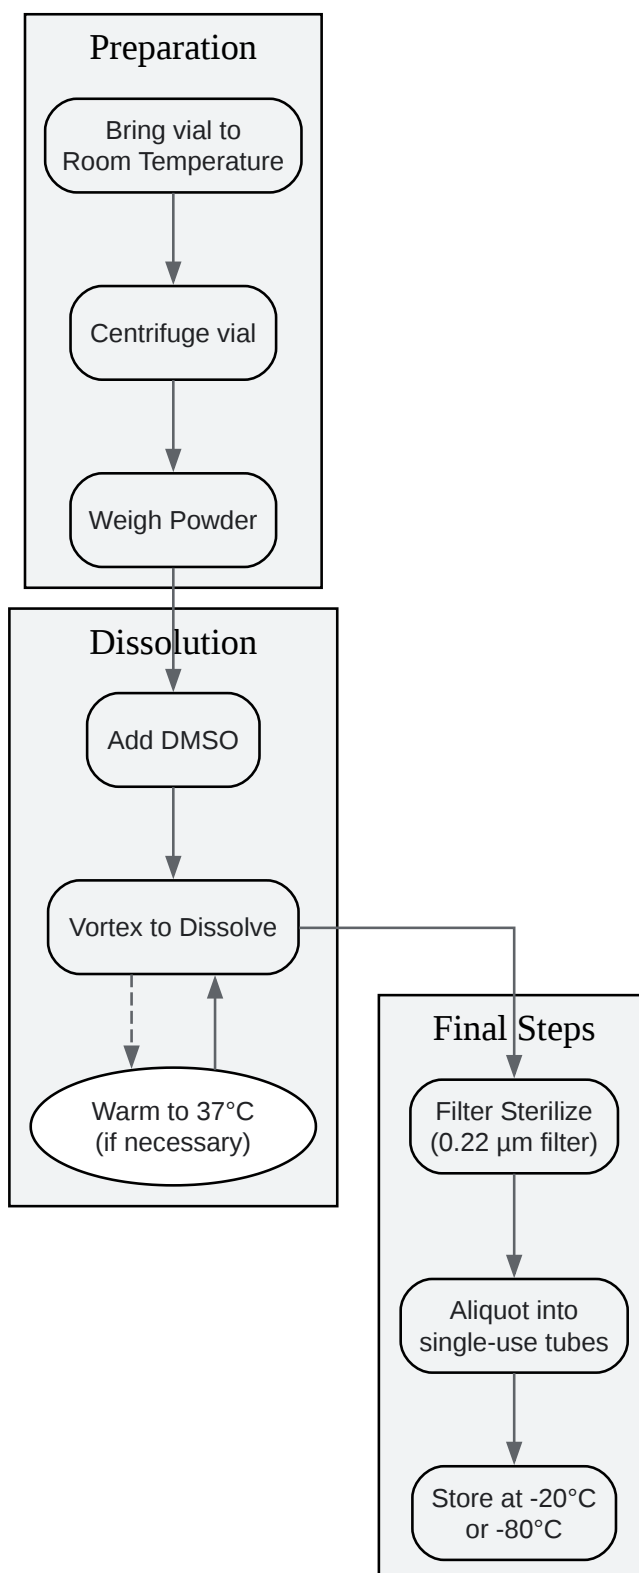 Preparation
Bring vial to
Room Temperature
Centrifuge vial
Weigh Powder
Dissolution
Add DMSO
Vortex to Dissolve
Warm to 37°C
(if necessary)
Final Steps
Filter Sterilize
(0.22 µm filter)
Aliquot into
single-use tubes
Store at -20°C
or -80°C